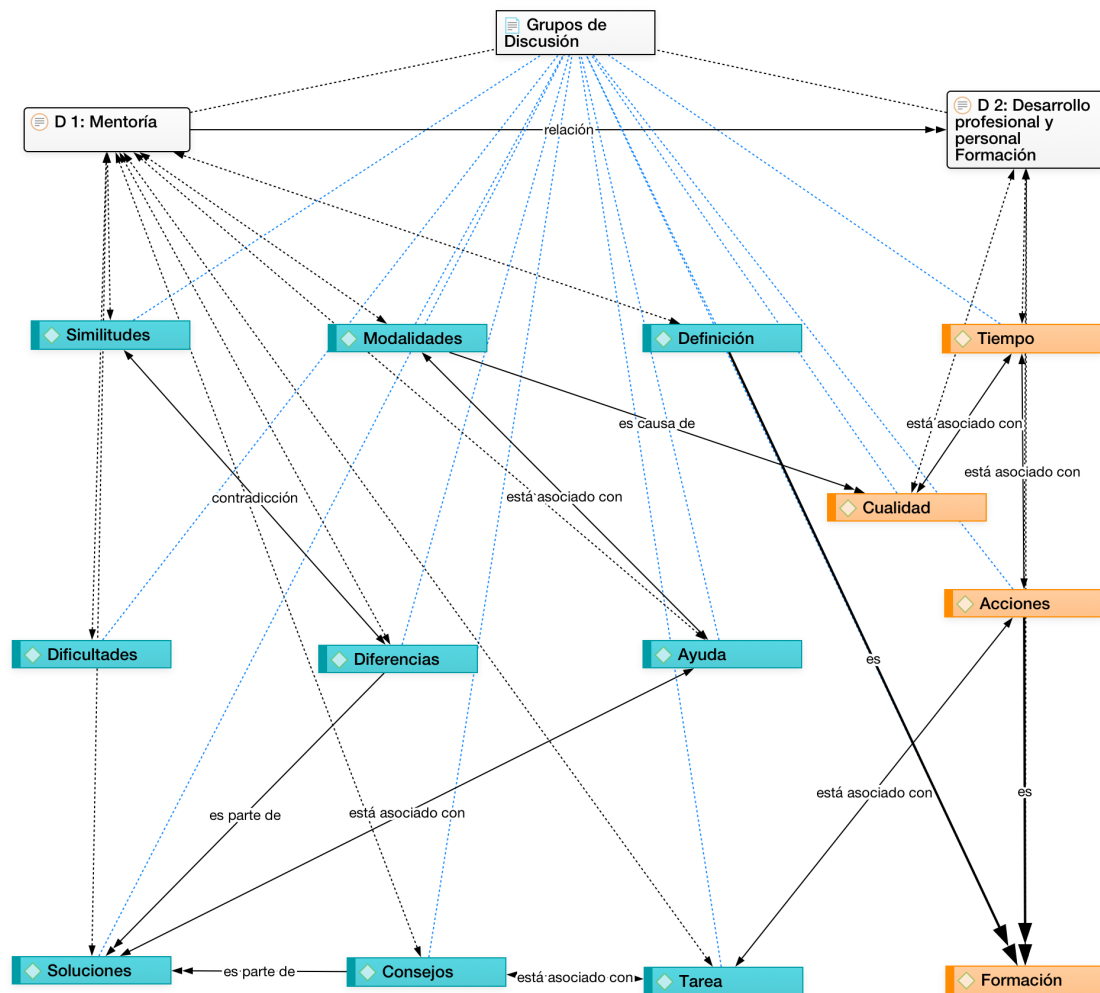 Grupos de
Discusión
D 1: Mentoría
D 2: Desarrollo
profesional y
personal
Formación
relación
Similitudes
Modalidades
Definición
Tiempo
es causa de
está asociado con
está asociado con
contradicción
está asociado con
Cualidad
Acciones
Dificultades
Diferencias
Ayuda
es
es parte de
está asociado con
está asociado con
es
Soluciones
es parte de
Consejos
está asociado con
Tarea
Formación